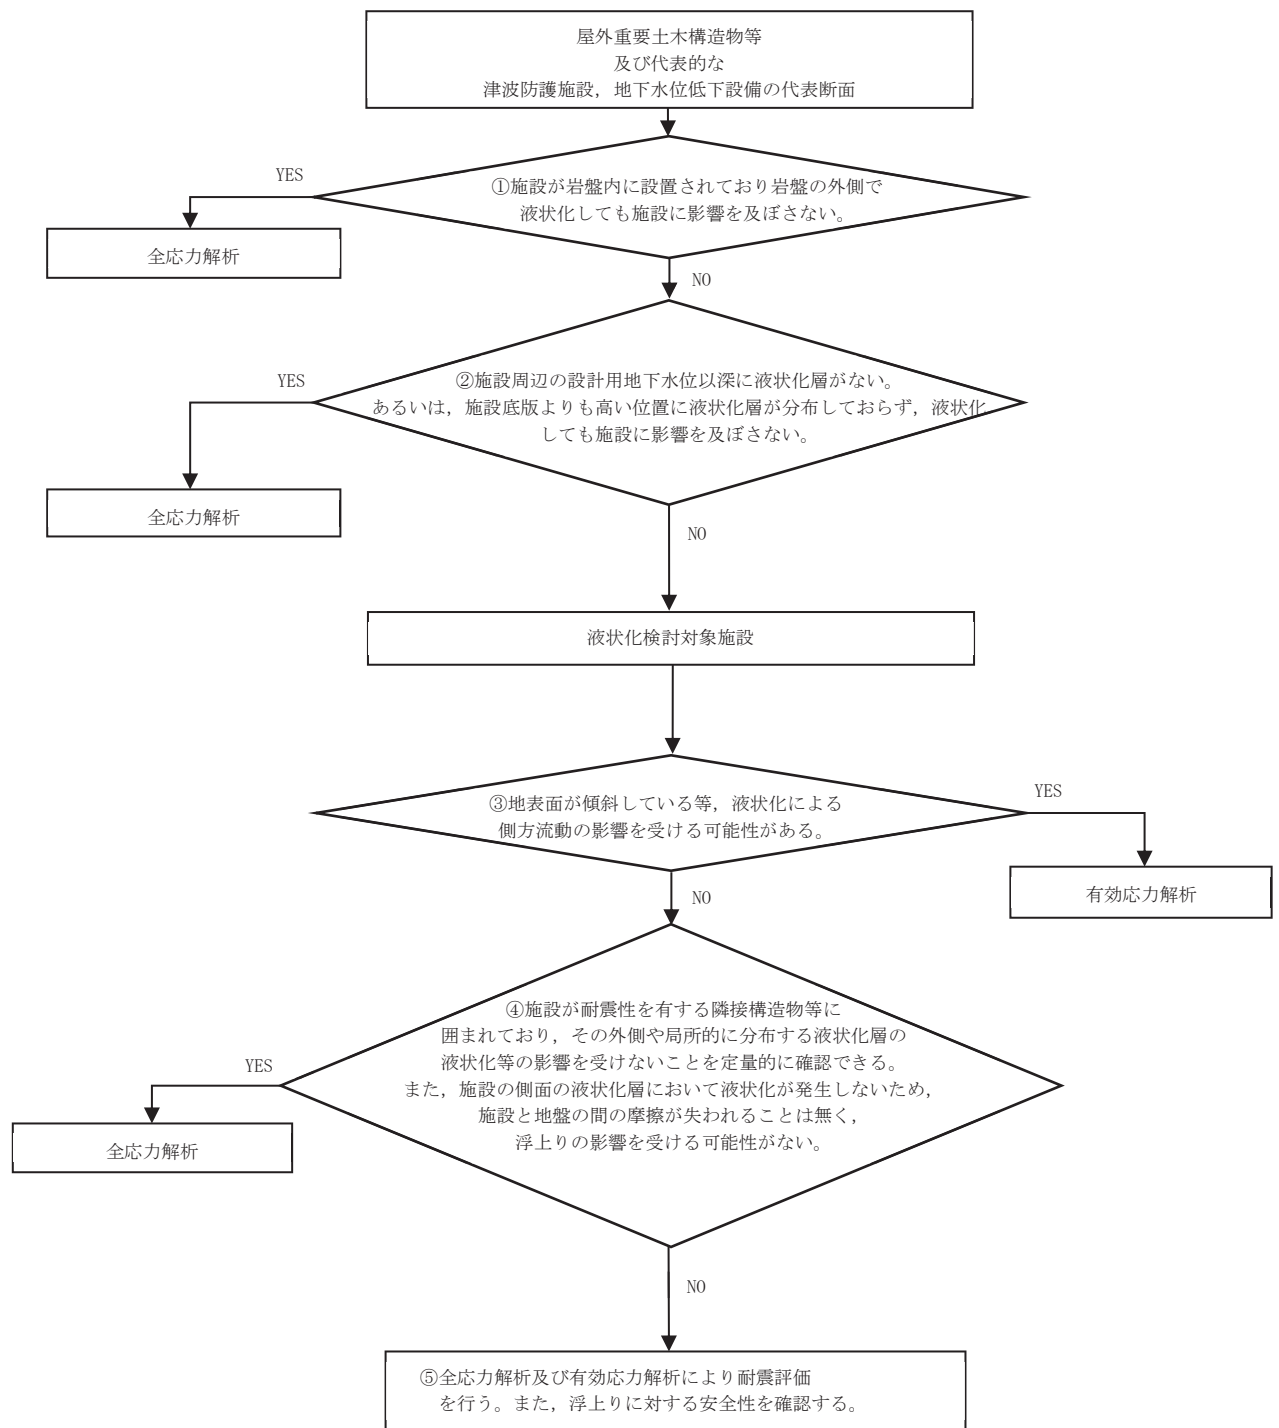 屋外重要土木構造物等
及び代表的な
津波防護施設，地下水位低下設備の代表断面
YES
①施設が岩盤内に設置されており岩盤の外側で
液状化しても施設に影響を及ぼさない。
全応力解析
NO
YES
②施設周辺の設計用地下水位以深に液状化層がない。
あるいは，施設底版よりも高い位置に液状化層が分布しておらず，液状化
しても施設に影響を及ぼさない。
全応力解析
NO
液状化検討対象施設
YES
③地表面が傾斜している等，液状化による
側方流動の影響を受ける可能性がある。
有効応力解析
NO
④施設が耐震性を有する隣接構造物等に
囲まれており，その外側や局所的に分布する液状化層の
液状化等の影響を受けないことを定量的に確認できる。
また，施設の側面の液状化層において液状化が発生しないため，
施設と地盤の間の摩擦が失われることは無く，
浮上りの影響を受ける可能性がない。
YES
全応力解析
NO
⑤全応力解析及び有効応力解析により耐震評価
を行う。また，浮上りに対する安全性を確認する。